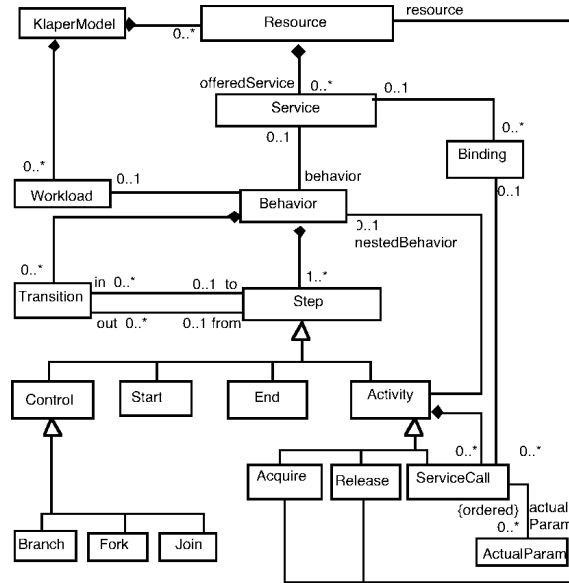 KlaperModel
Resource
resource
0..*
offeredService
0..*
Service
0..1
0..1
0..*
Binding
0..1
behavior
0..*
Workload
0..1
Behavior
0..1
nestedBehavior
0..*
in 0..*
0..1 to
1..*
Transition
Step
out 0..*
0..1 from
Control
Start
End
Activity
0..*
0..*
Acquire
Release
ServiceCall
{ordered}
actual
Param
0..*
Branch
Fork
Join
ActualParam